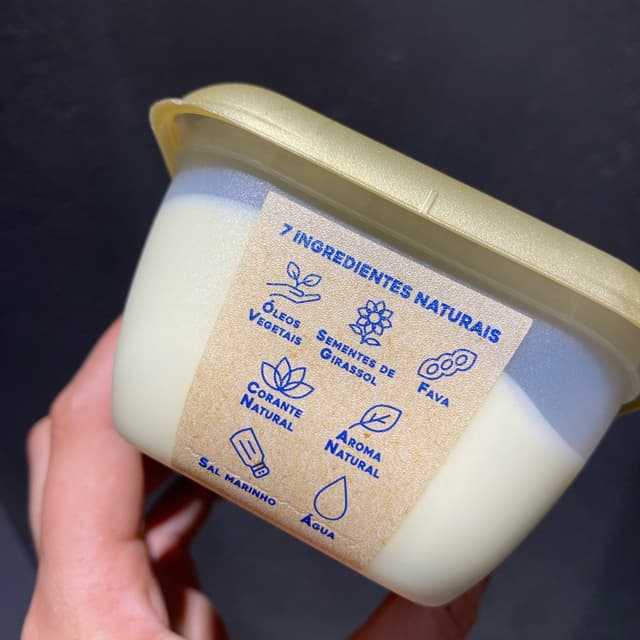 7 INGREDIENTES NATURAIS
ÓLEOS
VEGETAIS
SEMENTES DE
GIRASSOL
FAVA
CORANTE
NATURAL
AROMA
NATURAL
SAL MARINHO
ÁGUA